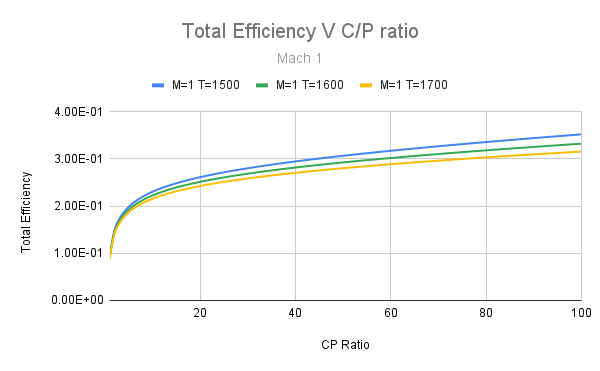 Total Efficiency V C/P ratio
Mach 1
M=1 T=1500 M=1 T=1600 M=1 T=1700
4.00E-01
3.00E-01
2.00E-01
1.00E-01
0.00E+00
Total Efficiency
20 40 60 80 100
CP Ratio